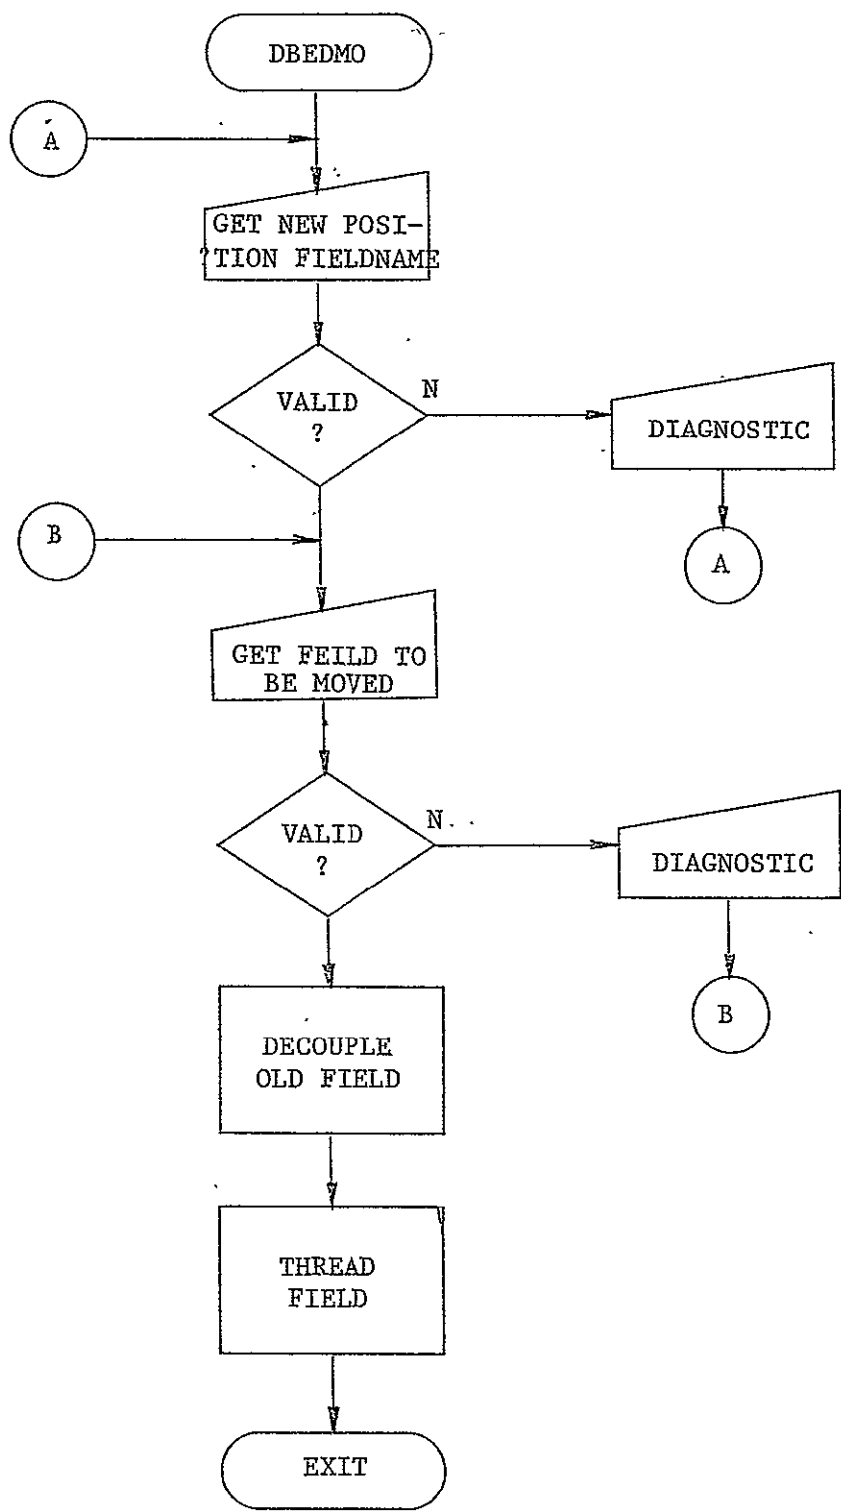 DBEDMO
A
GET NEW POSI-
?TION FIELDNAME
VALID
?
N
DIAGNOSTIC
A
B
GET FEILD TO
BE MOVED
VALID
?
N
DIAGNOSTIC
B
DECOUPLE
OLD FIELD
THREAD
FIELD
EXIT